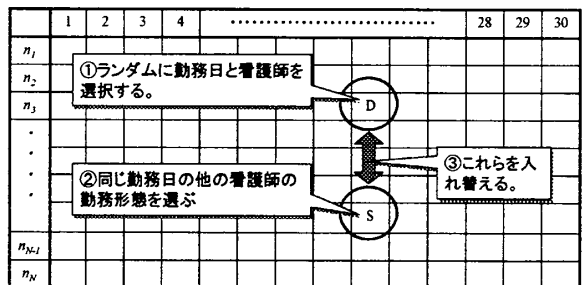 1 2 3 4 ・・・・・・・・・・・・・・・・・・・・・・・・・・・・ 28 29 30
n₁
①ランダムに勤務日と看護師を
選択する。
n₂
n₃
D
・
・
・
・
③これらを入
れ替える。
②同じ勤務日の他の看護師の
勤務形態を選ぶ
S
n_{N-1}
n_N